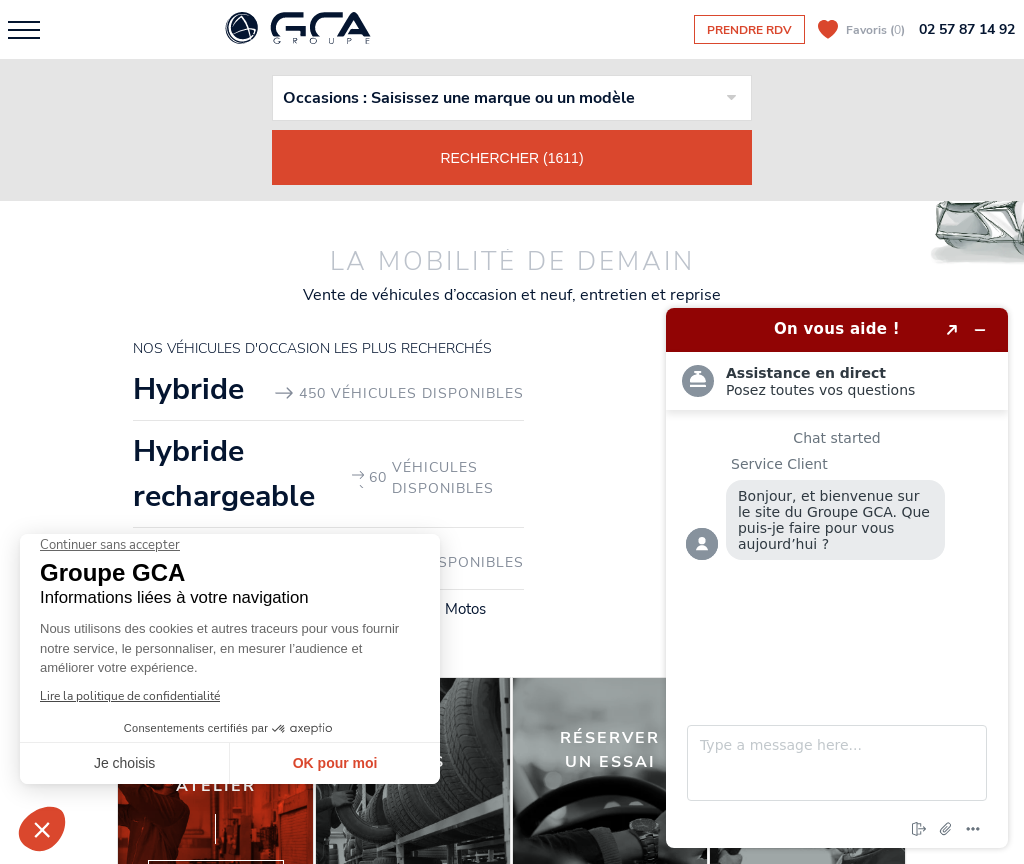 GCA
GROUPE
PRENDRE RDV
Favoris (0)
02 57 87 14 92
Occasions : Saisissez une marque ou un modèle
RECHERCHER (1611)
LA MOBILITÉ DE DEMAIN
Vente de véhicules d’occasion et neuf, entretien et reprise
NOS VÉHICULES D'OCCASION LES PLUS RECHERCHÉS
Hybride
450 VÉHICULES DISPONIBLES
Hybride
rechargeable
60
VÉHICULES
DISPONIBLES
Motos
RÉSERVER
UN ESSAI
ATELIER
Continuer sans accepter
Groupe GCA
Informations liées à votre navigation
Nous utilisons des cookies et autres traceurs pour vous fournir
notre service, le personnaliser, en mesurer l’audience et
améliorer votre expérience.
Lire la politique de confidentialité
Consentements certifiés par axeptio
Je choisis
OK pour moi
On vous aide !
Assistance en direct
Posez toutes vos questions
Chat started
Service Client
Bonjour, et bienvenue sur
le site du Groupe GCA. Que
puis-je faire pour vous
aujourd’hui ?
Type a message here...